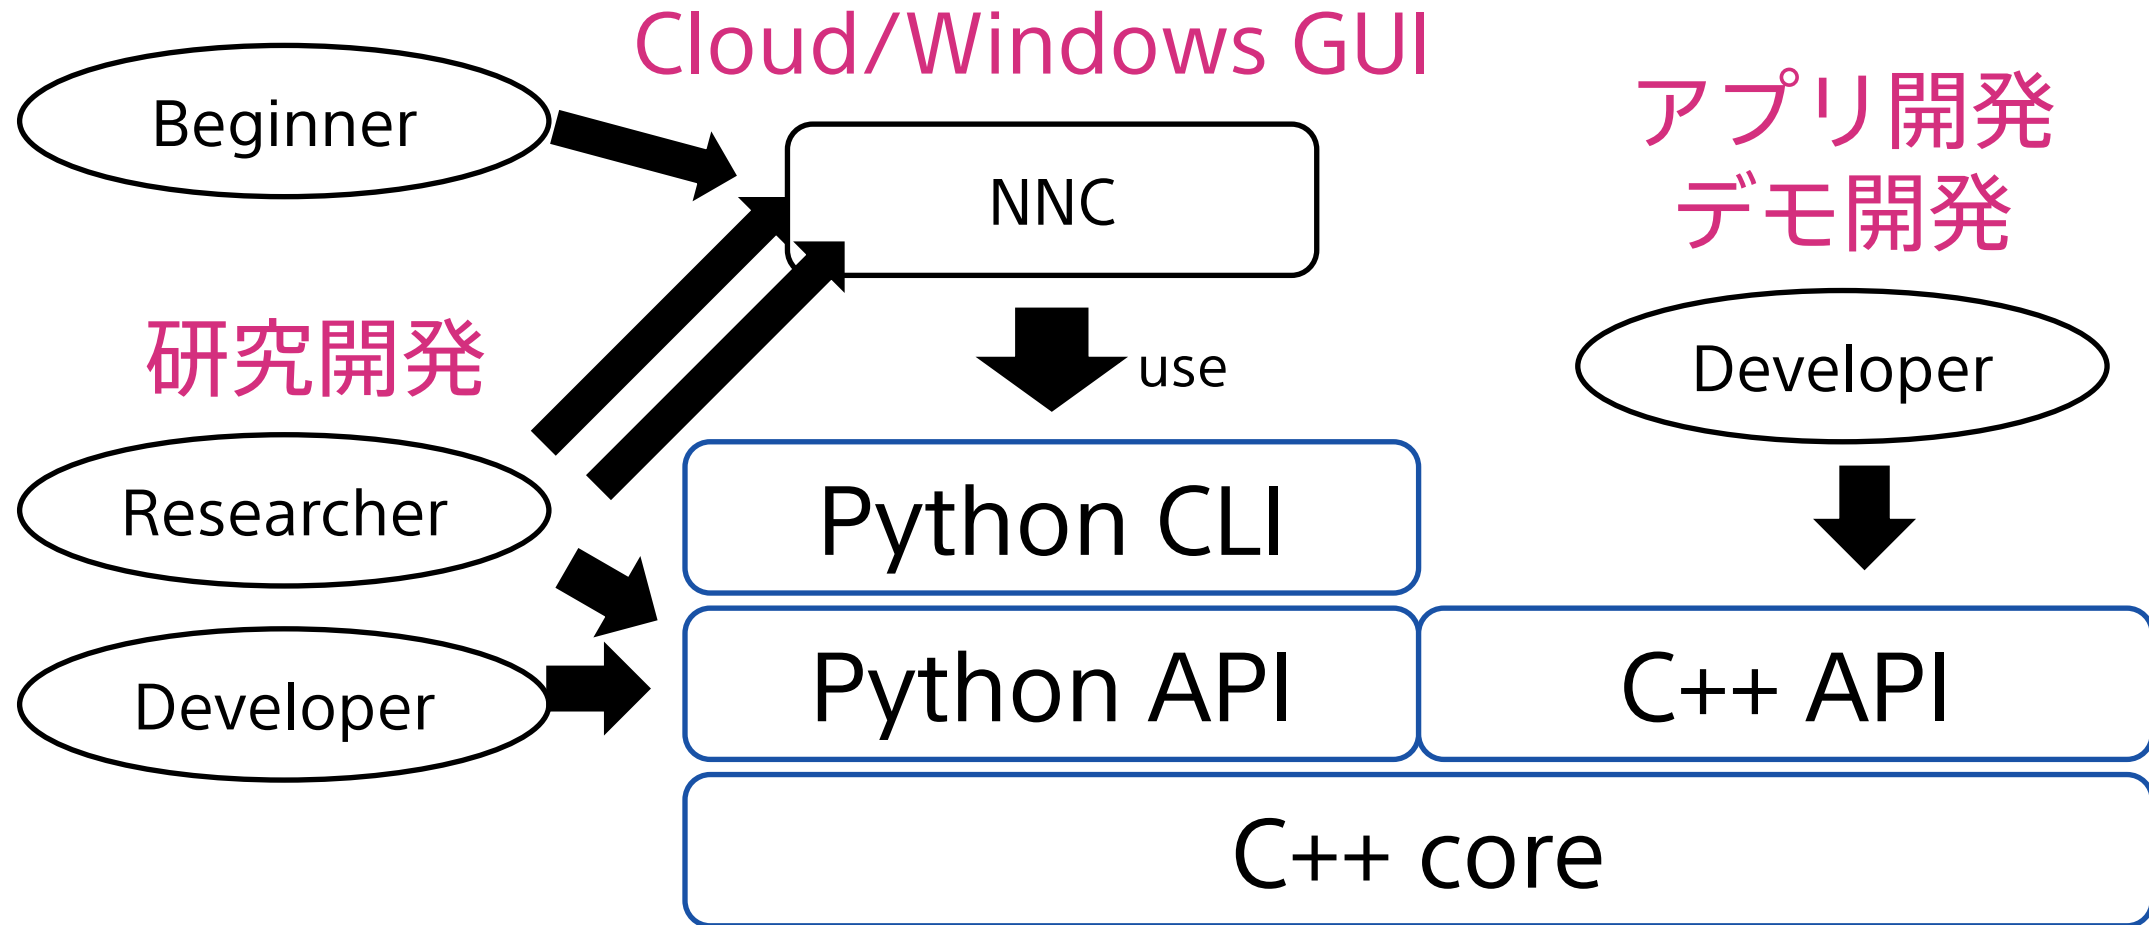 Cloud/Windows GUI
Beginner
NNC
アプリ開発
デモ開発
研究開発
use
Developer
Researcher
Python CLI
Developer
Python API
C++ API
C++ core